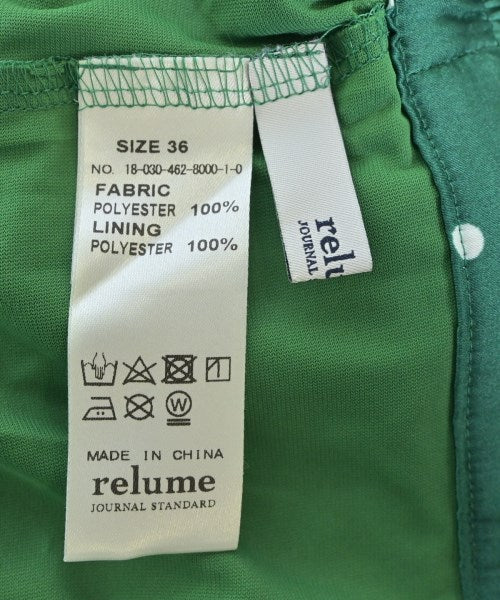 SIZE 36
NO. 18-030-462-8000-1-0
FABRIC
POLYESTER 100%
LINING
POLYESTER 100%
W
MADE IN CHINA
relume
JOURNAL STANDARD
relume
JOURNAL